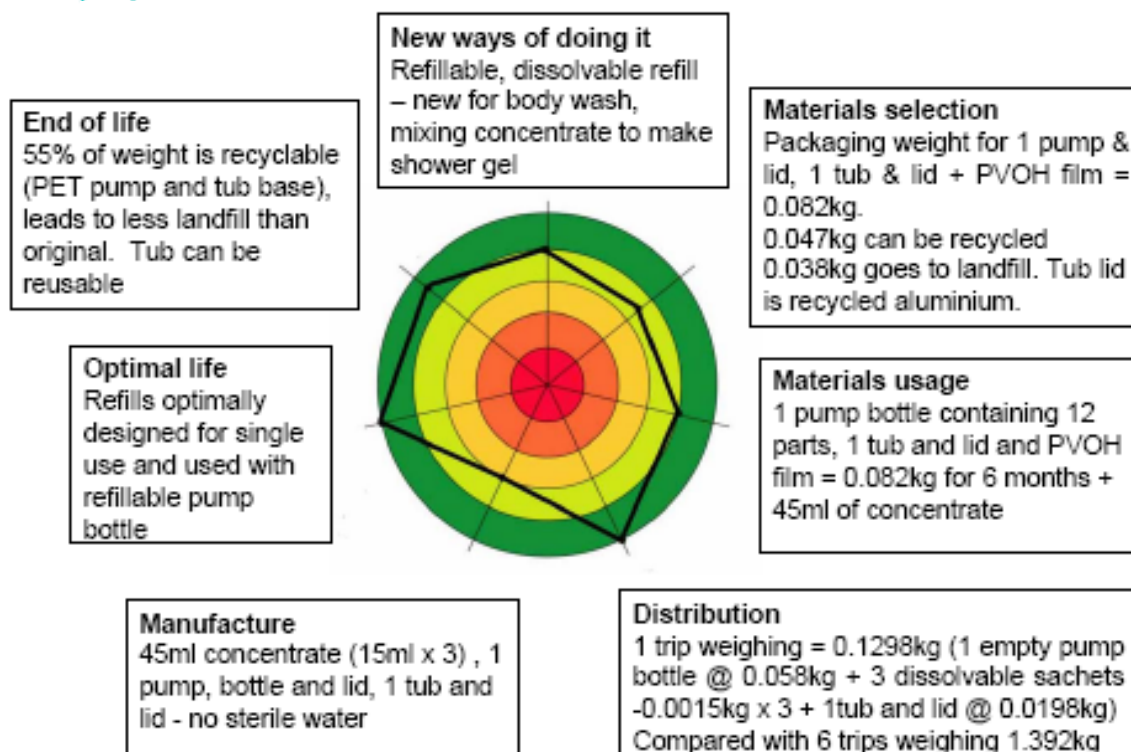 New ways of doing it
Refillable, dissolvable refill
– new for body wash,
mixing concentrate to make
shower gel
End of life
55% of weight is recyclable
(PET pump and tub base),
leads to less landfill than
original. Tub can be
reusable
Materials selection
Packaging weight for 1 pump &
lid, 1 tub & lid + PVOH film =
0.082kg.
0.047kg can be recycled
0.038kg goes to landfill. Tub lid
is recycled aluminium.
Optimal life
Refills optimally
designed for single
use and used with
refillable pump
bottle
Materials usage
1 pump bottle containing 12
parts, 1 tub and lid and PVOH
film = 0.082kg for 6 months +
45ml of concentrate
Manufacture
45ml concentrate (15ml x 3) , 1
pump, bottle and lid, 1 tub and
lid - no sterile water
Distribution
1 trip weighing = 0.1298kg (1 empty pump
bottle @ 0.058kg + 3 dissolvable sachets
-0.0015kg x 3 + 1tub and lid @ 0.0198kg)
Compared with 6 trips weighing 1.392kg